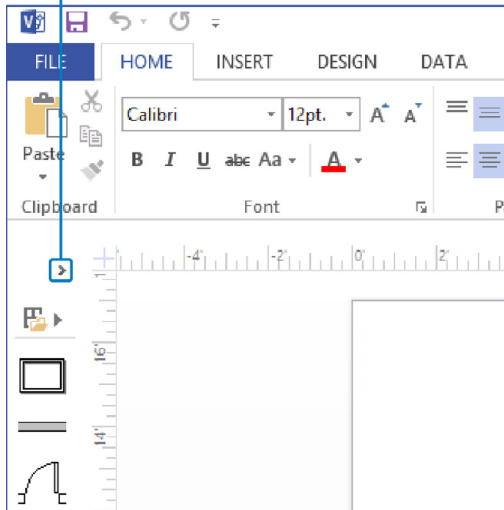 FILE HOME INSERT DESIGN DATA
Calibri 12pt. A A
Paste B I U abc Aa A
Clipboard Font P
-4' -2' 0' 2'
16'
14'